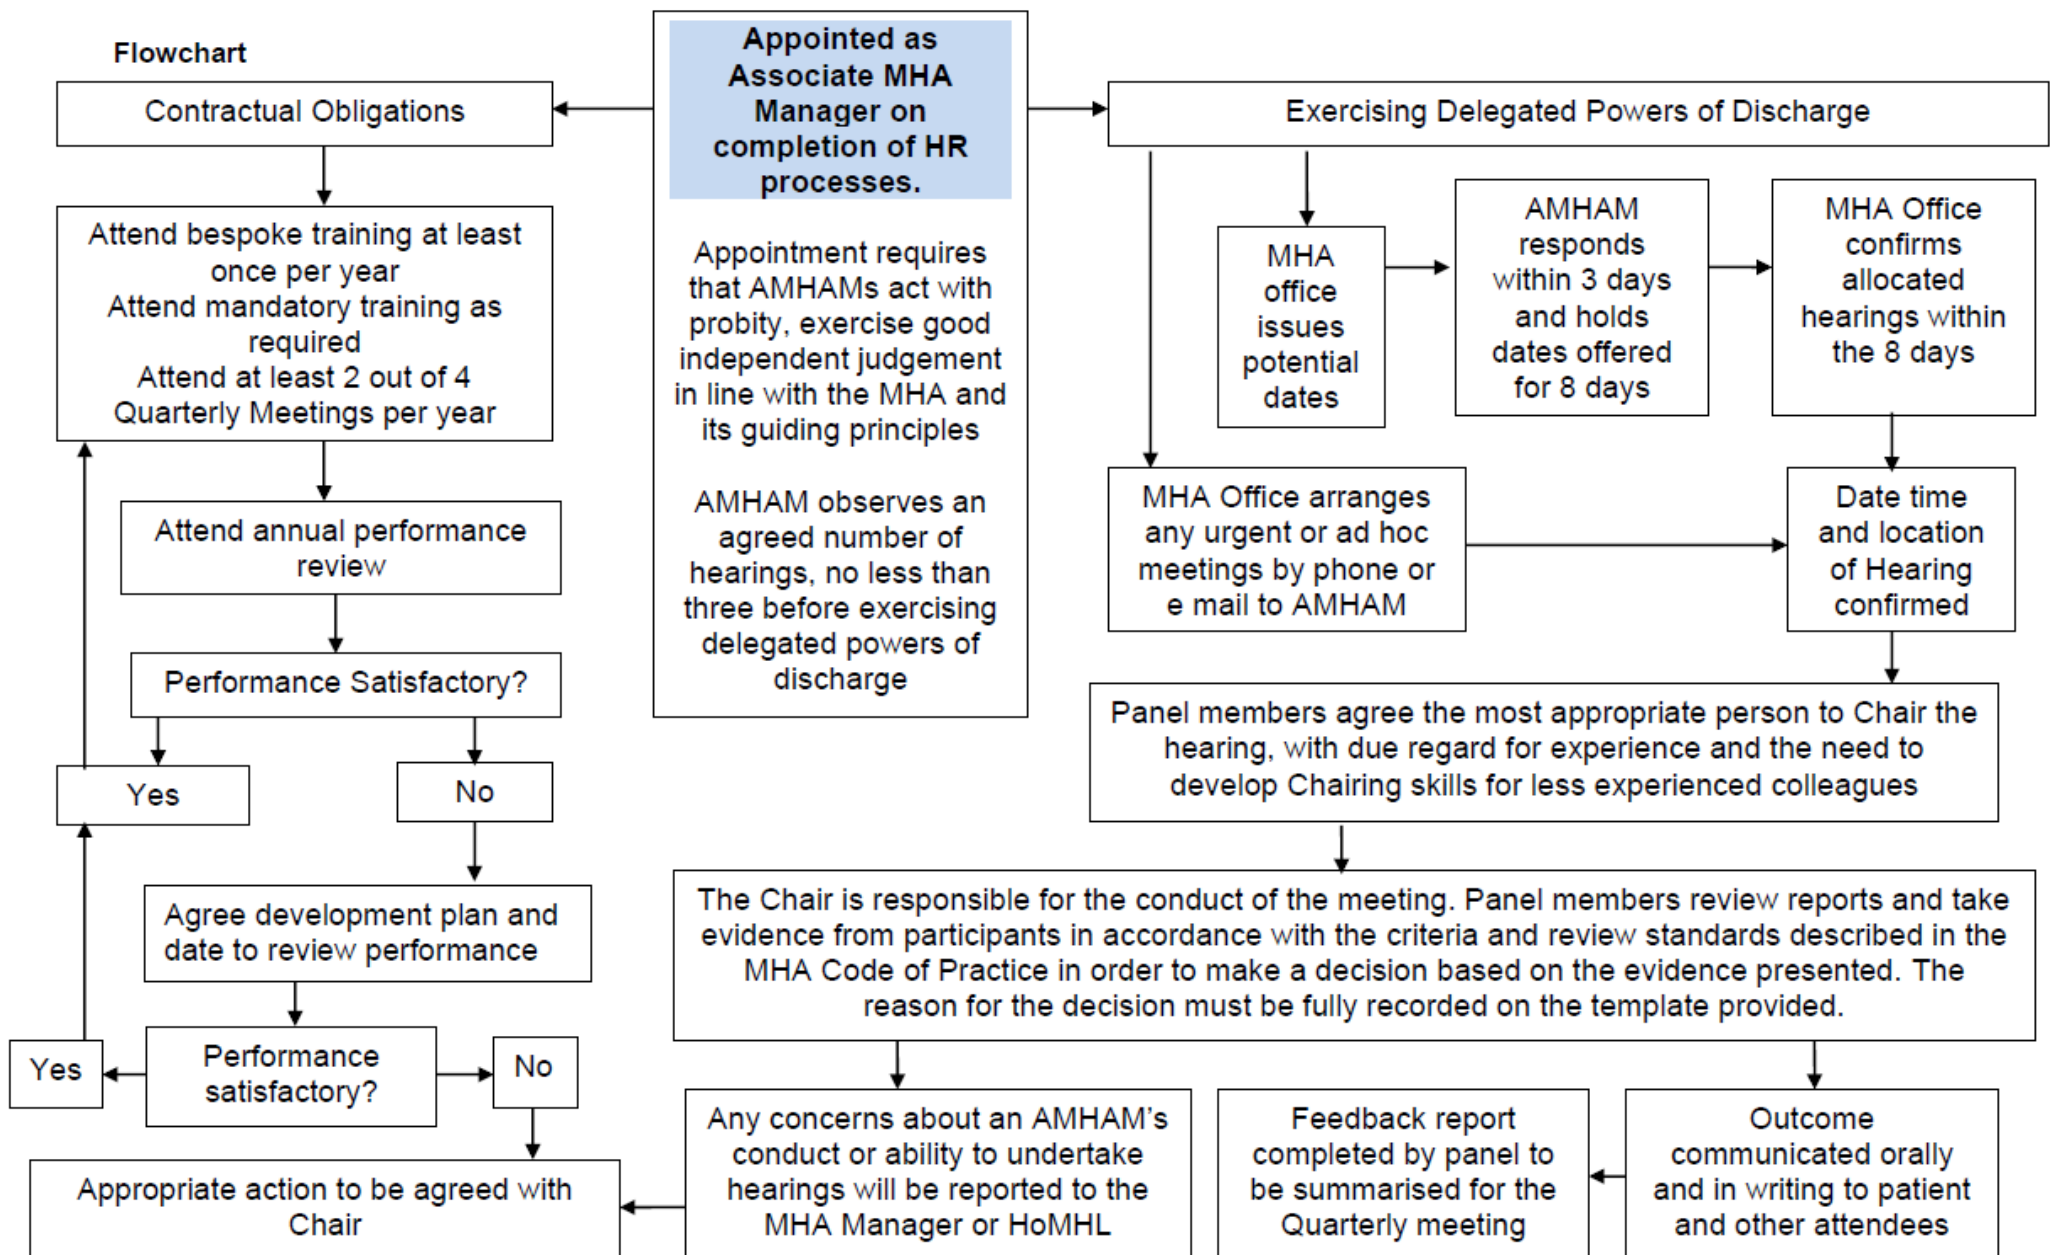 Flowchart
Contractual Obligations
Attend bespoke training at least
once per year
Attend mandatory training as
required
Attend at least 2 out of 4
Quarterly Meetings per year
Attend annual performance
review
Performance Satisfactory?
Yes
No
Agree development plan and
date to review performance
Performance
satisfactory?
Yes
No
Appropriate action to be agreed with
Chair
Appointed as
Associate MHA
Manager on
completion of HR
processes.
Appointment requires
that AMHAMs act with
probity, exercise good
independent judgement
in line with the MHA and
its guiding principles
AMHAM observes an
agreed number of
hearings, no less than
three before exercising
delegated powers of
discharge
Exercising Delegated Powers of Discharge
MHA
office
issues
potential
dates
AMHAM
responds
within 3 days
and holds
dates offered
for 8 days
MHA Office
confirms
allocated
hearings within
the 8 days
MHA Office arranges
any urgent or ad hoc
meetings by phone or
e mail to AMHAM
Date time
and location
of Hearing
confirmed
Panel members agree the most appropriate person to Chair the
hearing, with due regard for experience and the need to
develop Chairing skills for less experienced colleagues
The Chair is responsible for the conduct of the meeting. Panel members review reports and take
evidence from participants in accordance with the criteria and review standards described in the
MHA Code of Practice in order to make a decision based on the evidence presented. The
reason for the decision must be fully recorded on the template provided.
Any concerns about an AMHAM's
conduct or ability to undertake
hearings will be reported to the
MHA Manager or HoMHL
Feedback report
completed by panel to
be summarised for the
Quarterly meeting
Outcome
communicated orally
and in writing to patient
and other attendees